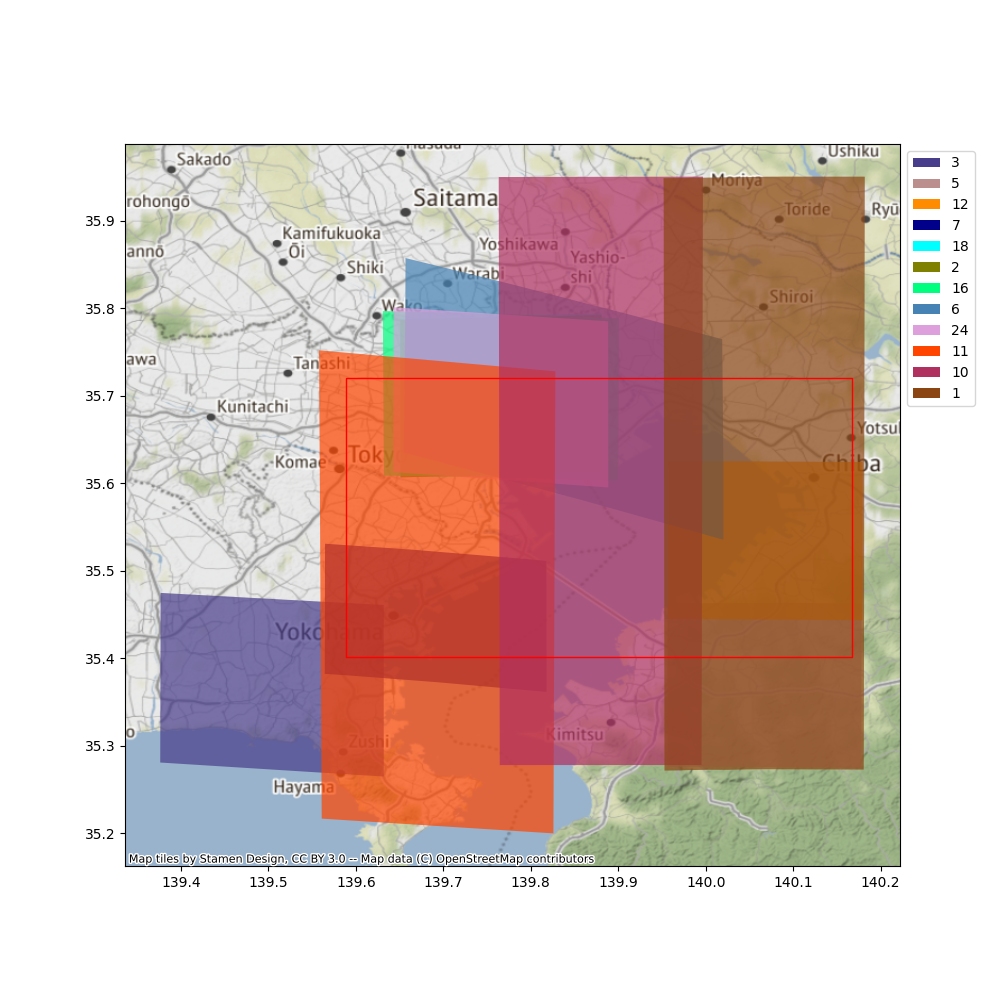 Sakado
Ushiku
Moriya
rohongō
Saitama
Toride
Ryū
Kamifukuoka
annō
Ōi
Yoshikawa
Shiki
Warabi
Yashio-
shi
Wako
Shiroi
awa
Tanashi
Kunitachi
Yotsu
Komae
Toky
Chiba
Yokohama
o
Zushi
Kimitsu
Hayama
Map tiles by Stamen Design, CC BY 3.0 -- Map data (C) OpenStreetMap contributors
35.9
35.8
35.7
35.6
35.5
35.4
35.3
35.2
139.4 139.5 139.6 139.7 139.8 139.9 140.0 140.1 140.2
3
5
12
7
18
2
16
6
24
11
10
1